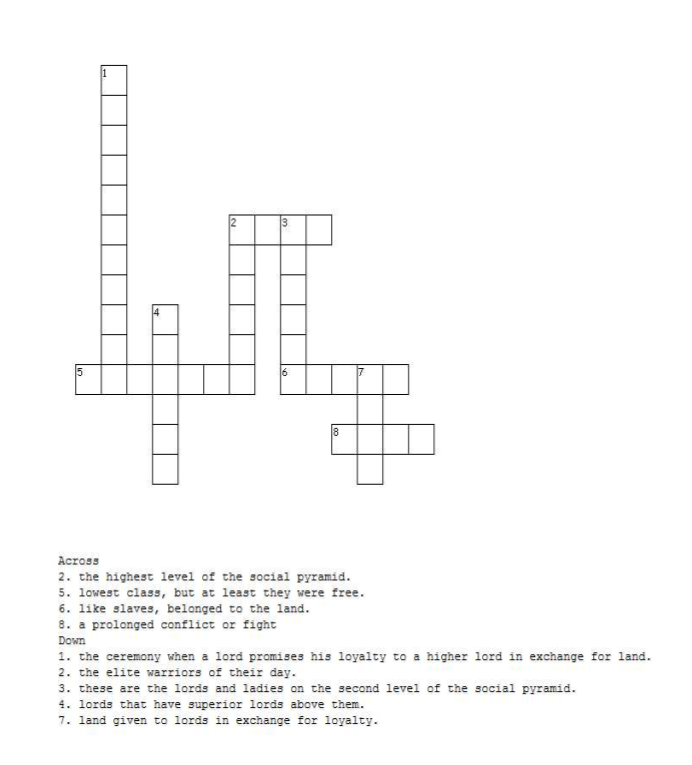 1
2
3
4
5
6
7
8
Across
2. the highest level of the social pyramid.
5. lowest class, but at least they were free.
6. like slaves, belonged to the land.
8. a prolonged conflict or fight
Down
1. the ceremony when a lord promises his loyalty to a higher lord in exchange for land.
2. the elite warriors of their day.
3. these are the lords and ladies on the second level of the social pyramid.
4. lords that have superior lords above them.
7. land given to lords in exchange for loyalty.